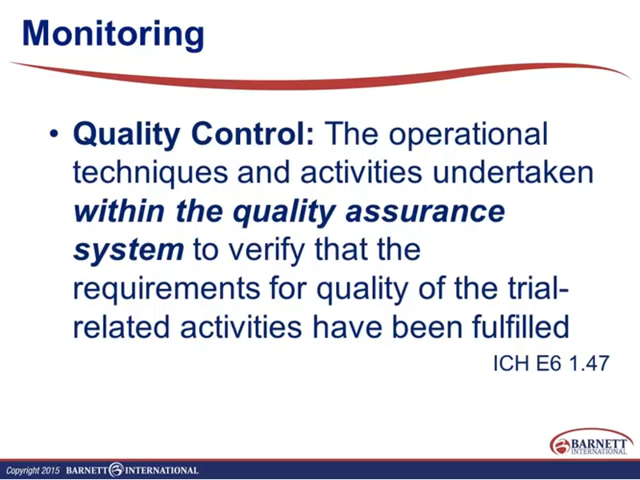 Monitoring
• Quality Control: The operational
techniques and activities undertaken
within the quality assurance
system to verify that the
requirements for quality of the trial-
related activities have been fulfilled
ICH E6 1.47
BARNETT
INTERNATIONAL
Copyright 2015 BARNETT INTERNATIONAL